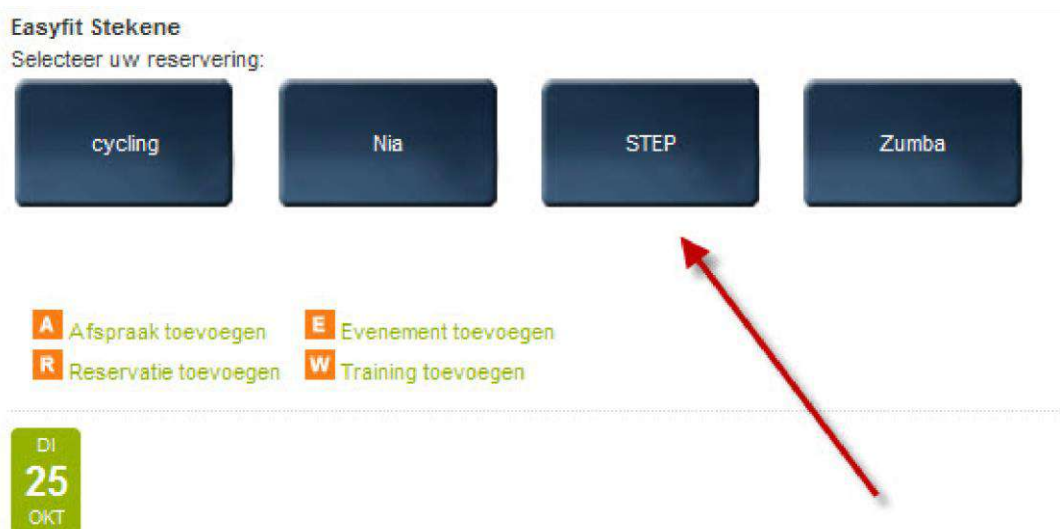 Easyfit Stekene
Selecteer uw reservering:
cycling Nia STEP Zumba
A Afspraak toevoegen E Evenement toevoegen
R Reservatie toevoegen W Training toevoegen
DI
25
OKT